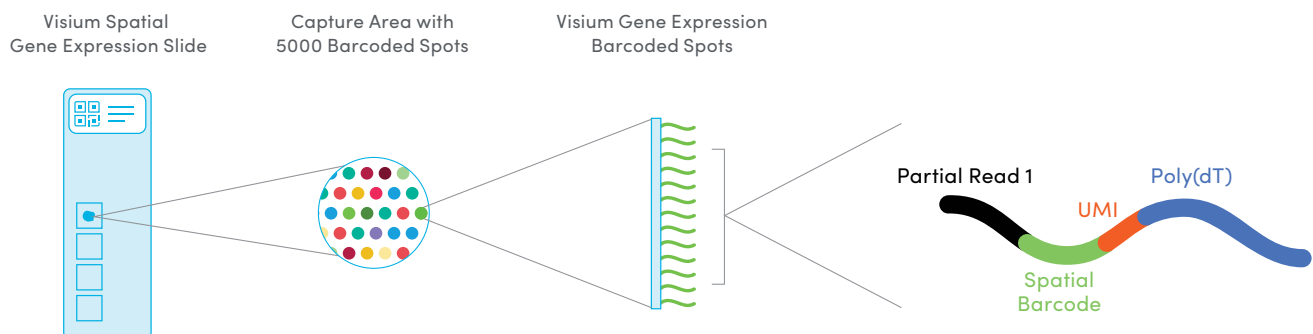 Visium Spatial
Gene Expression Slide
Capture Area with
5000 Barcoded Spots
Visium Gene Expression
Barcoded Spots
Partial Read 1
Poly(dT)
UMI
Spatial
Barcode